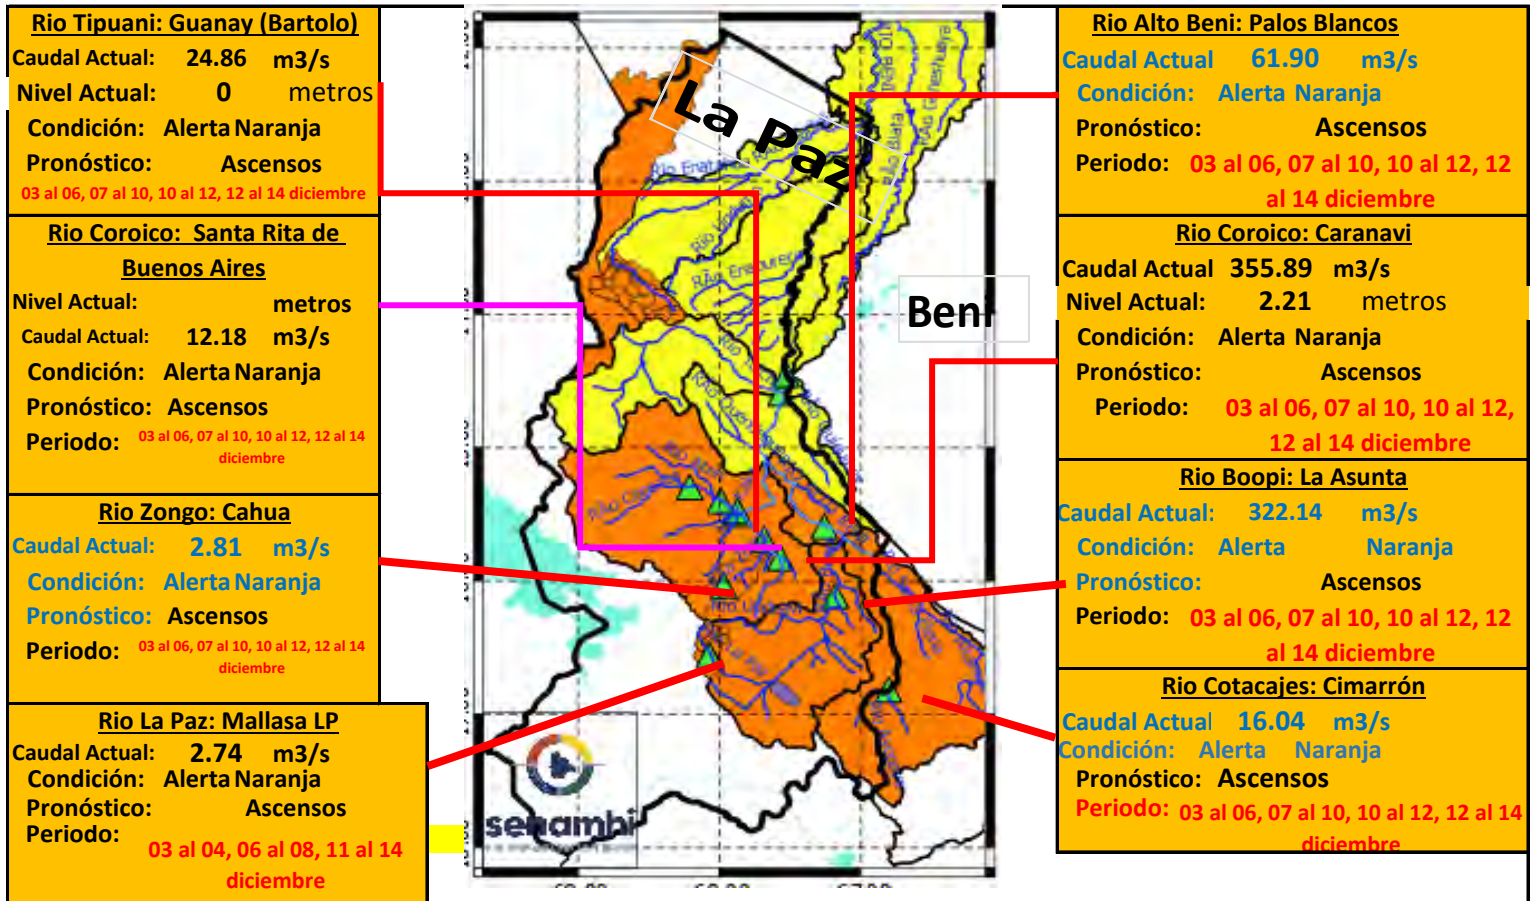 Rio Tipuani: Guanay (Bartolo)
Caudal Actual: 24.86 m3/s
Nivel Actual: 0 metros
Condición: Alerta Naranja
Pronóstico: Ascensos
03 al 06, 07 al 10, 10 al 12, 12 al 14 diciembre
Rio Coroico: Santa Rita de
Buenos Aires
Nivel Actual: metros
Caudal Actual: 12.18 m3/s
Condición: Alerta Naranja
Pronóstico: Ascensos
Periodo: 03 al 06, 07 al 10, 10 al 12, 12 al 14
diciembre
Rio Zongo: Cahua
Caudal Actual: 2.81 m3/s
Condición: Alerta Naranja
Pronóstico: Ascensos
Periodo: 03 al 06, 07 al 10, 10 al 12, 12 al 14
diciembre
Rio La Paz: Mallasa LP
Caudal Actual: 2.74 m3/s
Condición: Alerta Naranja
Pronóstico: Ascensos
Periodo: 03 al 04, 06 al 08, 11 al 14
diciembre
La Paz
Beni
senamhi
Rio Alto Beni: Palos Blancos
Caudal Actual 61.90 m3/s
Condición: Alerta Naranja
Pronóstico: Ascensos
Periodo: 03 al 06, 07 al 10, 10 al 12, 12
al 14 diciembre
Rio Coroico: Caranavi
Caudal Actual 355.89 m3/s
Nivel Actual: 2.21 metros
Condición: Alerta Naranja
Pronóstico: Ascensos
Periodo: 03 al 06, 07 al 10, 10 al 12,
12 al 14 diciembre
Rio Boopi: La Asunta
Caudal Actual: 322.14 m3/s
Condición: Alerta Naranja
Pronóstico: Ascensos
Periodo: 03 al 06, 07 al 10, 10 al 12, 12
al 14 diciembre
Rio Cotacajes: Cimarrón
Caudal Actual 16.04 m3/s
Condición: Alerta Naranja
Pronóstico: Ascensos
Periodo: 03 al 06, 07 al 10, 10 al 12, 12 al 14
diciembre